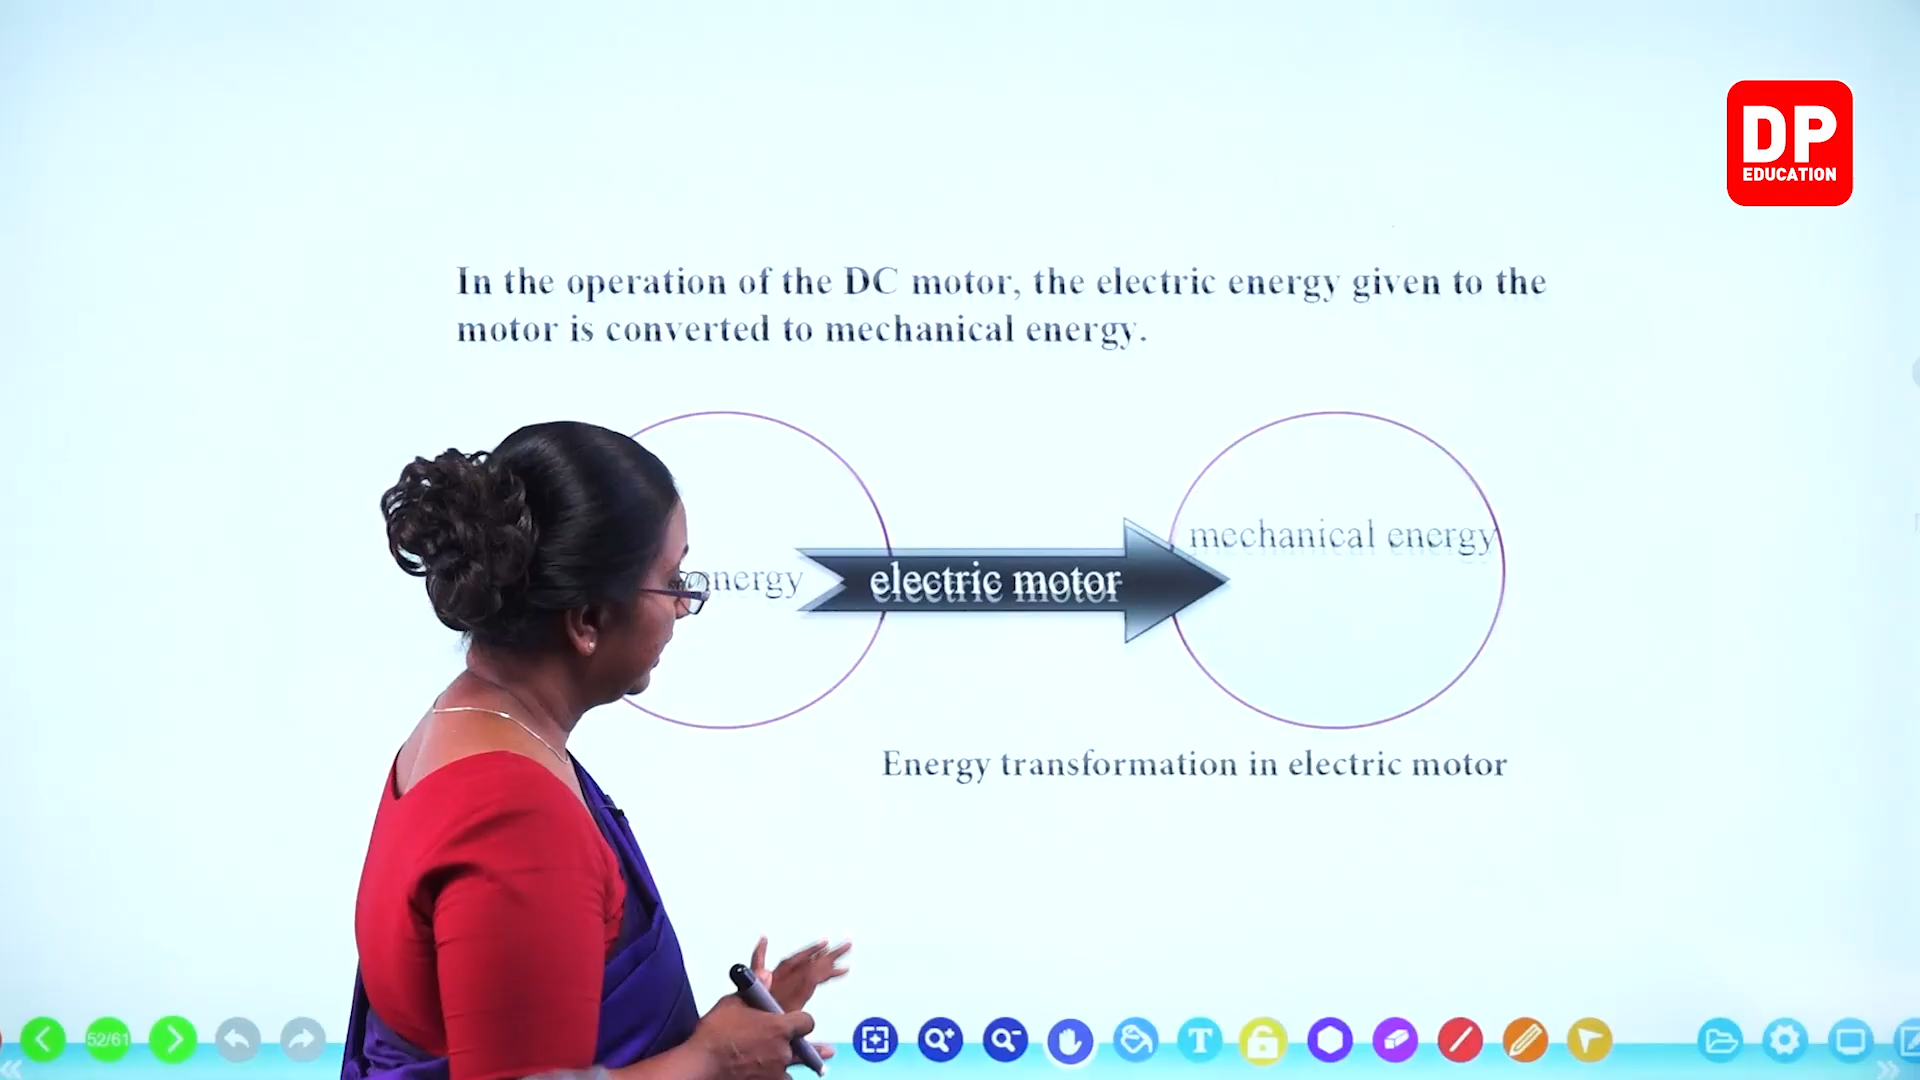 DP
EDUCATION
In the operation of the DC motor, the electric energy given to the
motor is converted to mechanical energy.
mechanical energy
electric motor
Energy transformation in electric motor
52/61
T